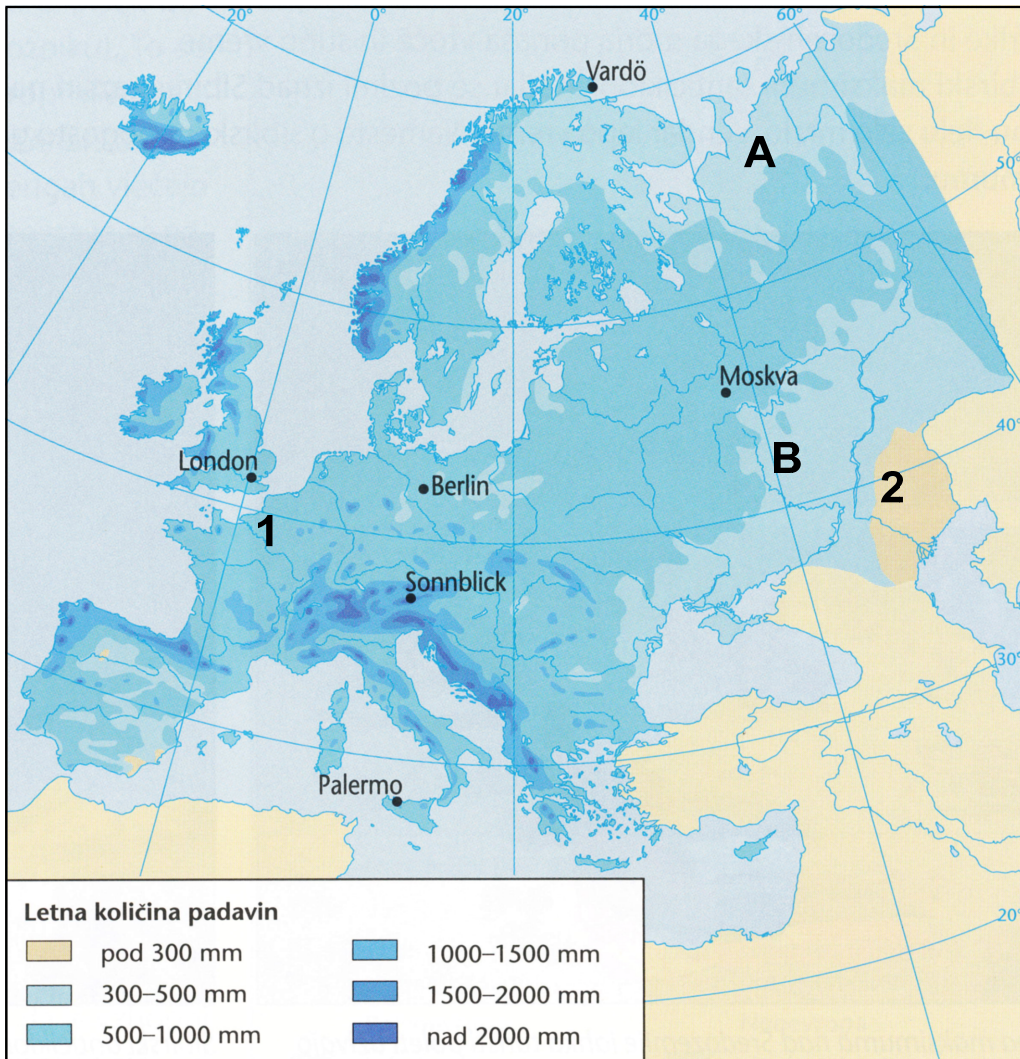 20° 0° 20° 40° 60°
Vardö
A
50°
Moskva
40°
B
London
Berlin
2
1
Sonnblick
30°
Palermo
20°
Letna količina padavin
pod 300 mm
300–500 mm
500–1000 mm
1000–1500 mm
1500–2000 mm
nad 2000 mm